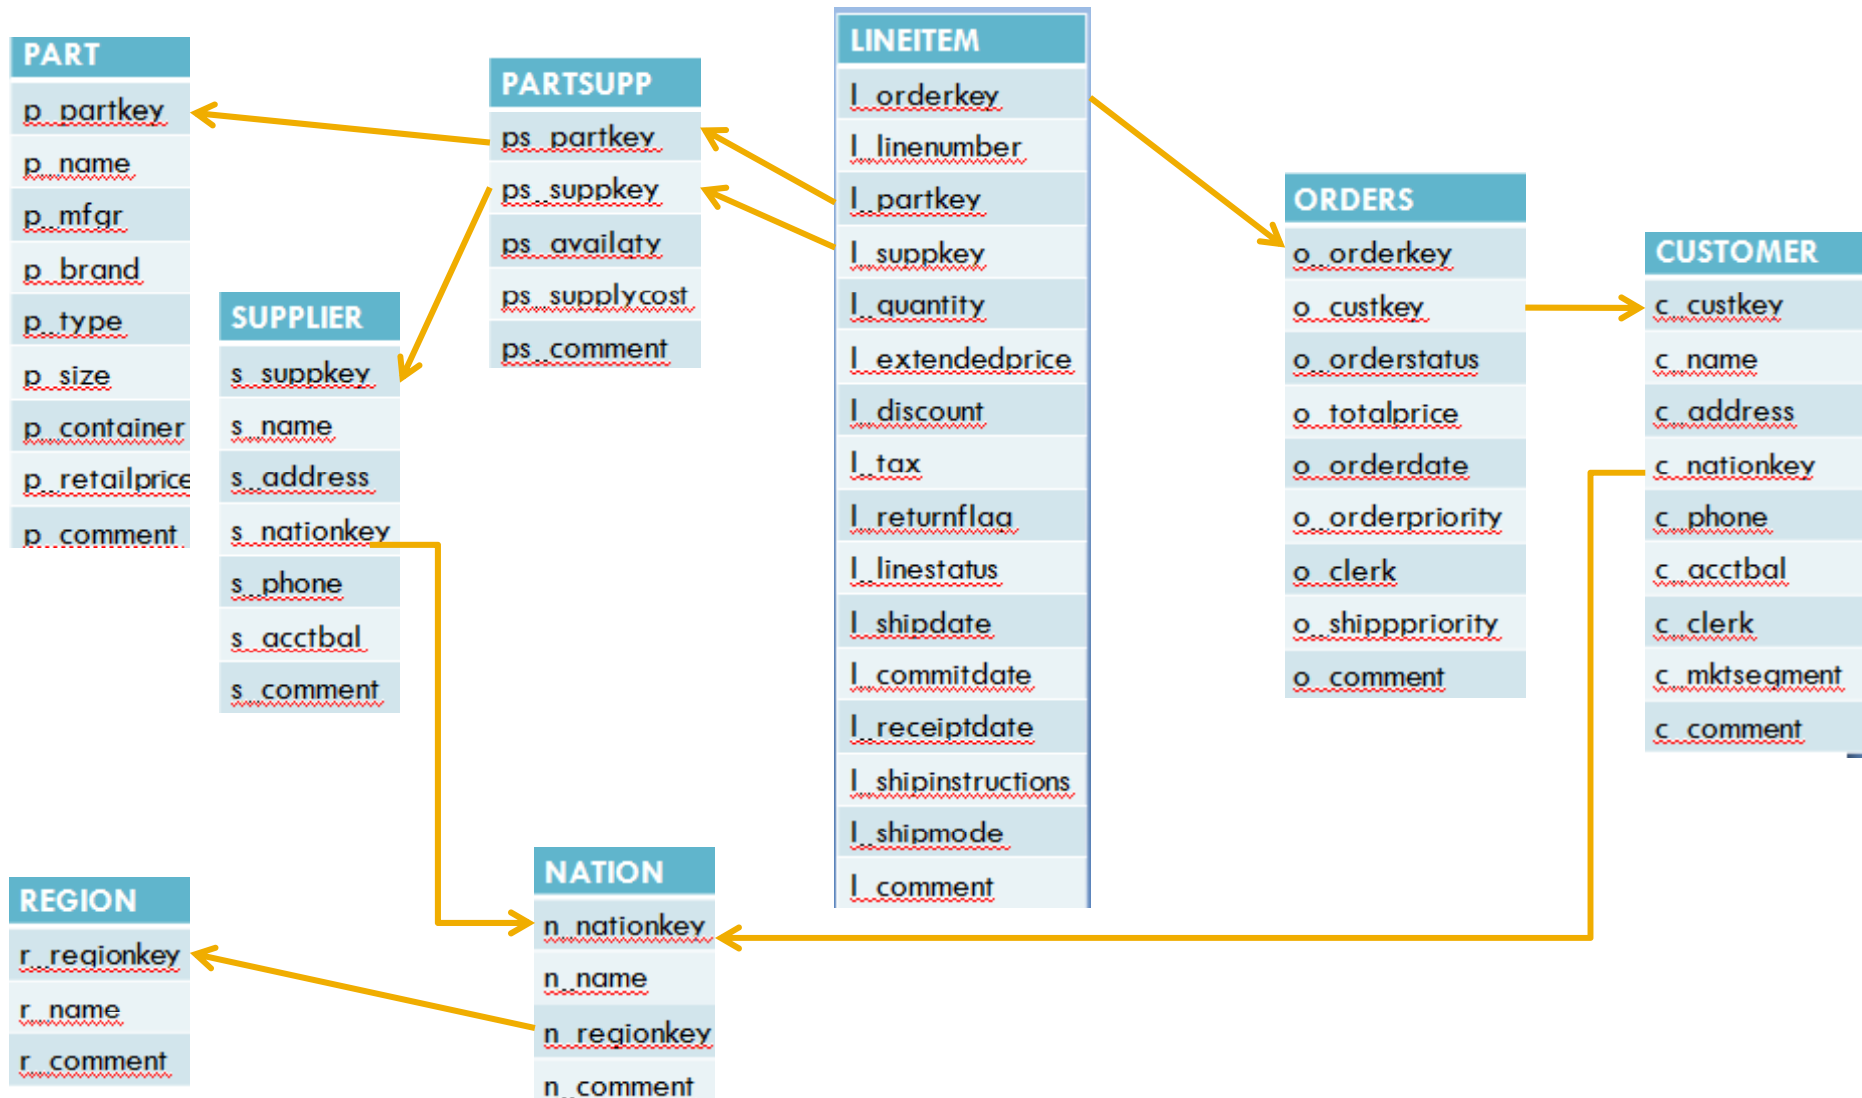 PART
p_partkey
p_name
p_mfgr
p_brand
p_type
p_size
p_container
p_retailprice
p_comment
SUPPLIER
s_suppkey
s_name
s_address
s_nationkey
s_phone
s_acctbal
s_comment
PARTSUPP
ps_partkey
ps_suppkey
ps_availqty
ps_supplycost
ps_comment
LINEITEM
l_orderkey
l_linenumber
l_partkey
l_suppkey
l_quantity
l_extendedprice
l_discount
l_tax
l_returnflag
l_linestatus
l_shipdate
l_commitdate
l_receiptdate
l_shipinstructions
l_shipmode
l_comment
ORDERS
o_orderkey
o_custkey
o_orderstatus
o_totalprice
o_orderdate
o_orderpriority
o_clerk
o_shipppriority
o_comment
CUSTOMER
c_custkey
c_name
c_address
c_nationkey
c_phone
c_acctbal
c_clerk
c_mktsegment
c_comment
REGION
r_regionkey
r_name
r_comment
NATION
n_nationkey
n_name
n_regionkey
n_comment